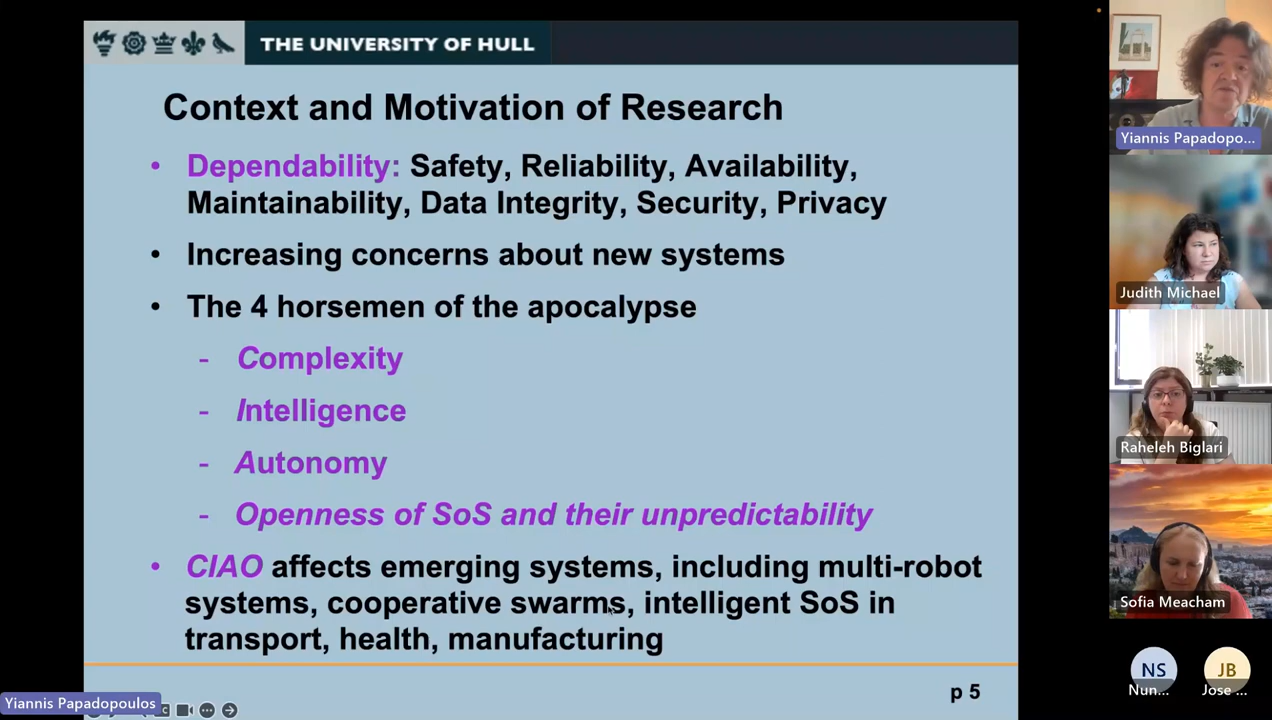 THE UNIVERSITY OF HULL
Context and Motivation of Research
• Dependability: Safety, Reliability, Availability,
Maintainability, Data Integrity, Security, Privacy
• Increasing concerns about new systems
• The 4 horsemen of the apocalypse
- Complexity
- Intelligence
- Autonomy
- Openness of SoS and their unpredictability
• CIAO affects emerging systems, including multi-robot
systems, cooperative swarms, intelligent SoS in
transport, health, manufacturing
p 5
Yiannis Papadopoulos
Yiannis Papadopo...
Judith Michael
Raheleh Biglari
Sofia Meacham
NS
Nun...
JB
Jose ...